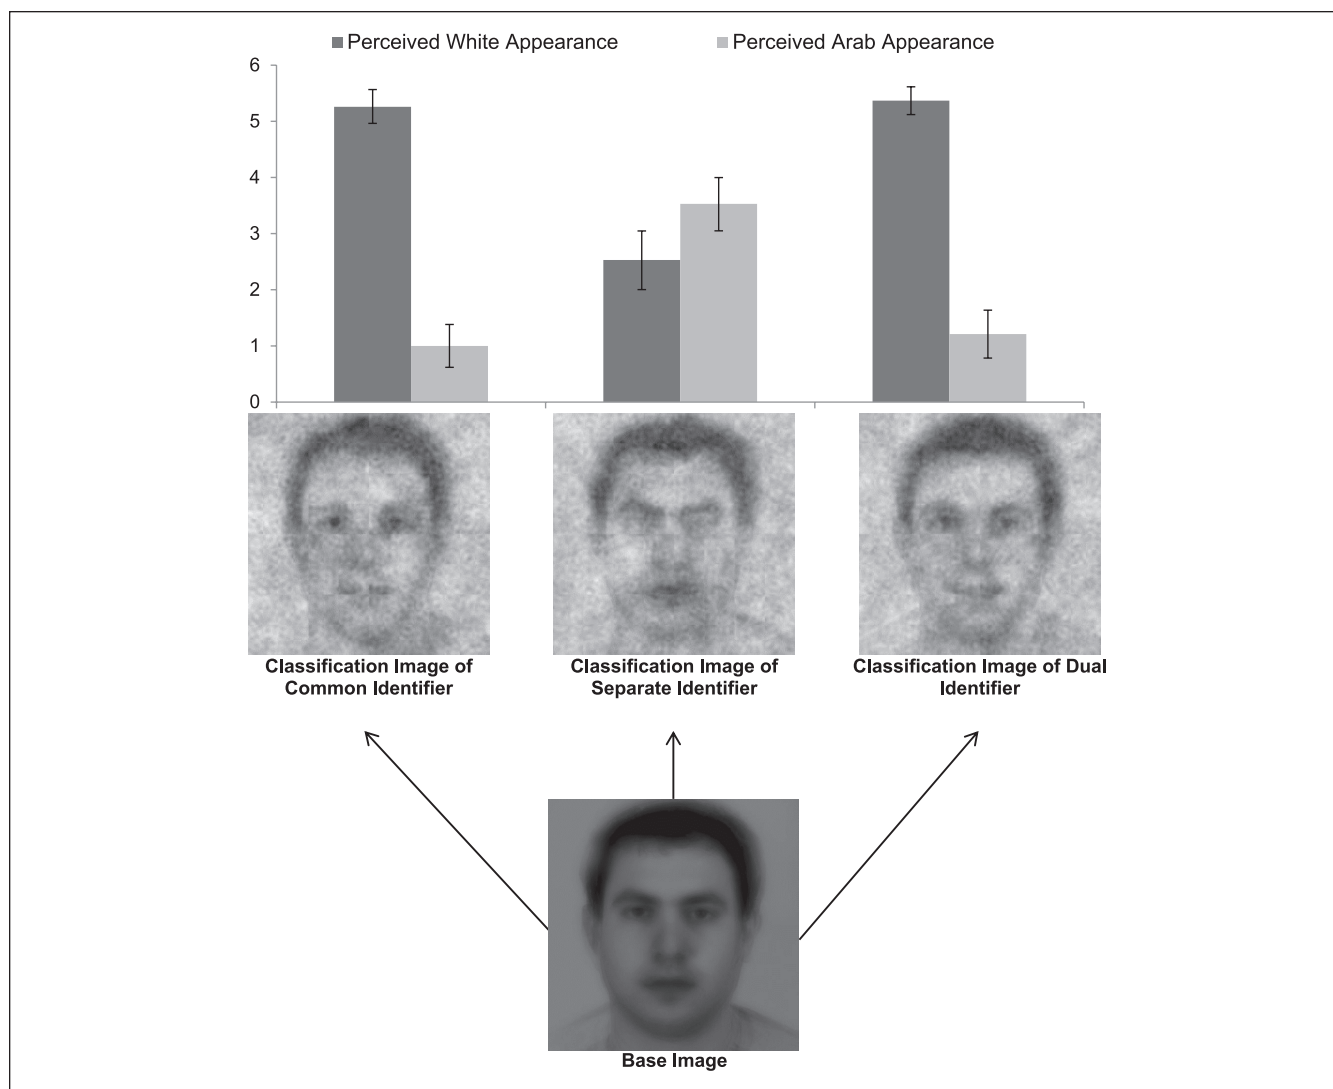 Perceived White Appearance
Perceived Arab Appearance
6
5
4
3
2
1
0
Classification Image of
Common Identifier
Classification Image of
Separate Identifier
Classification Image of Dual
Identifier
Base Image